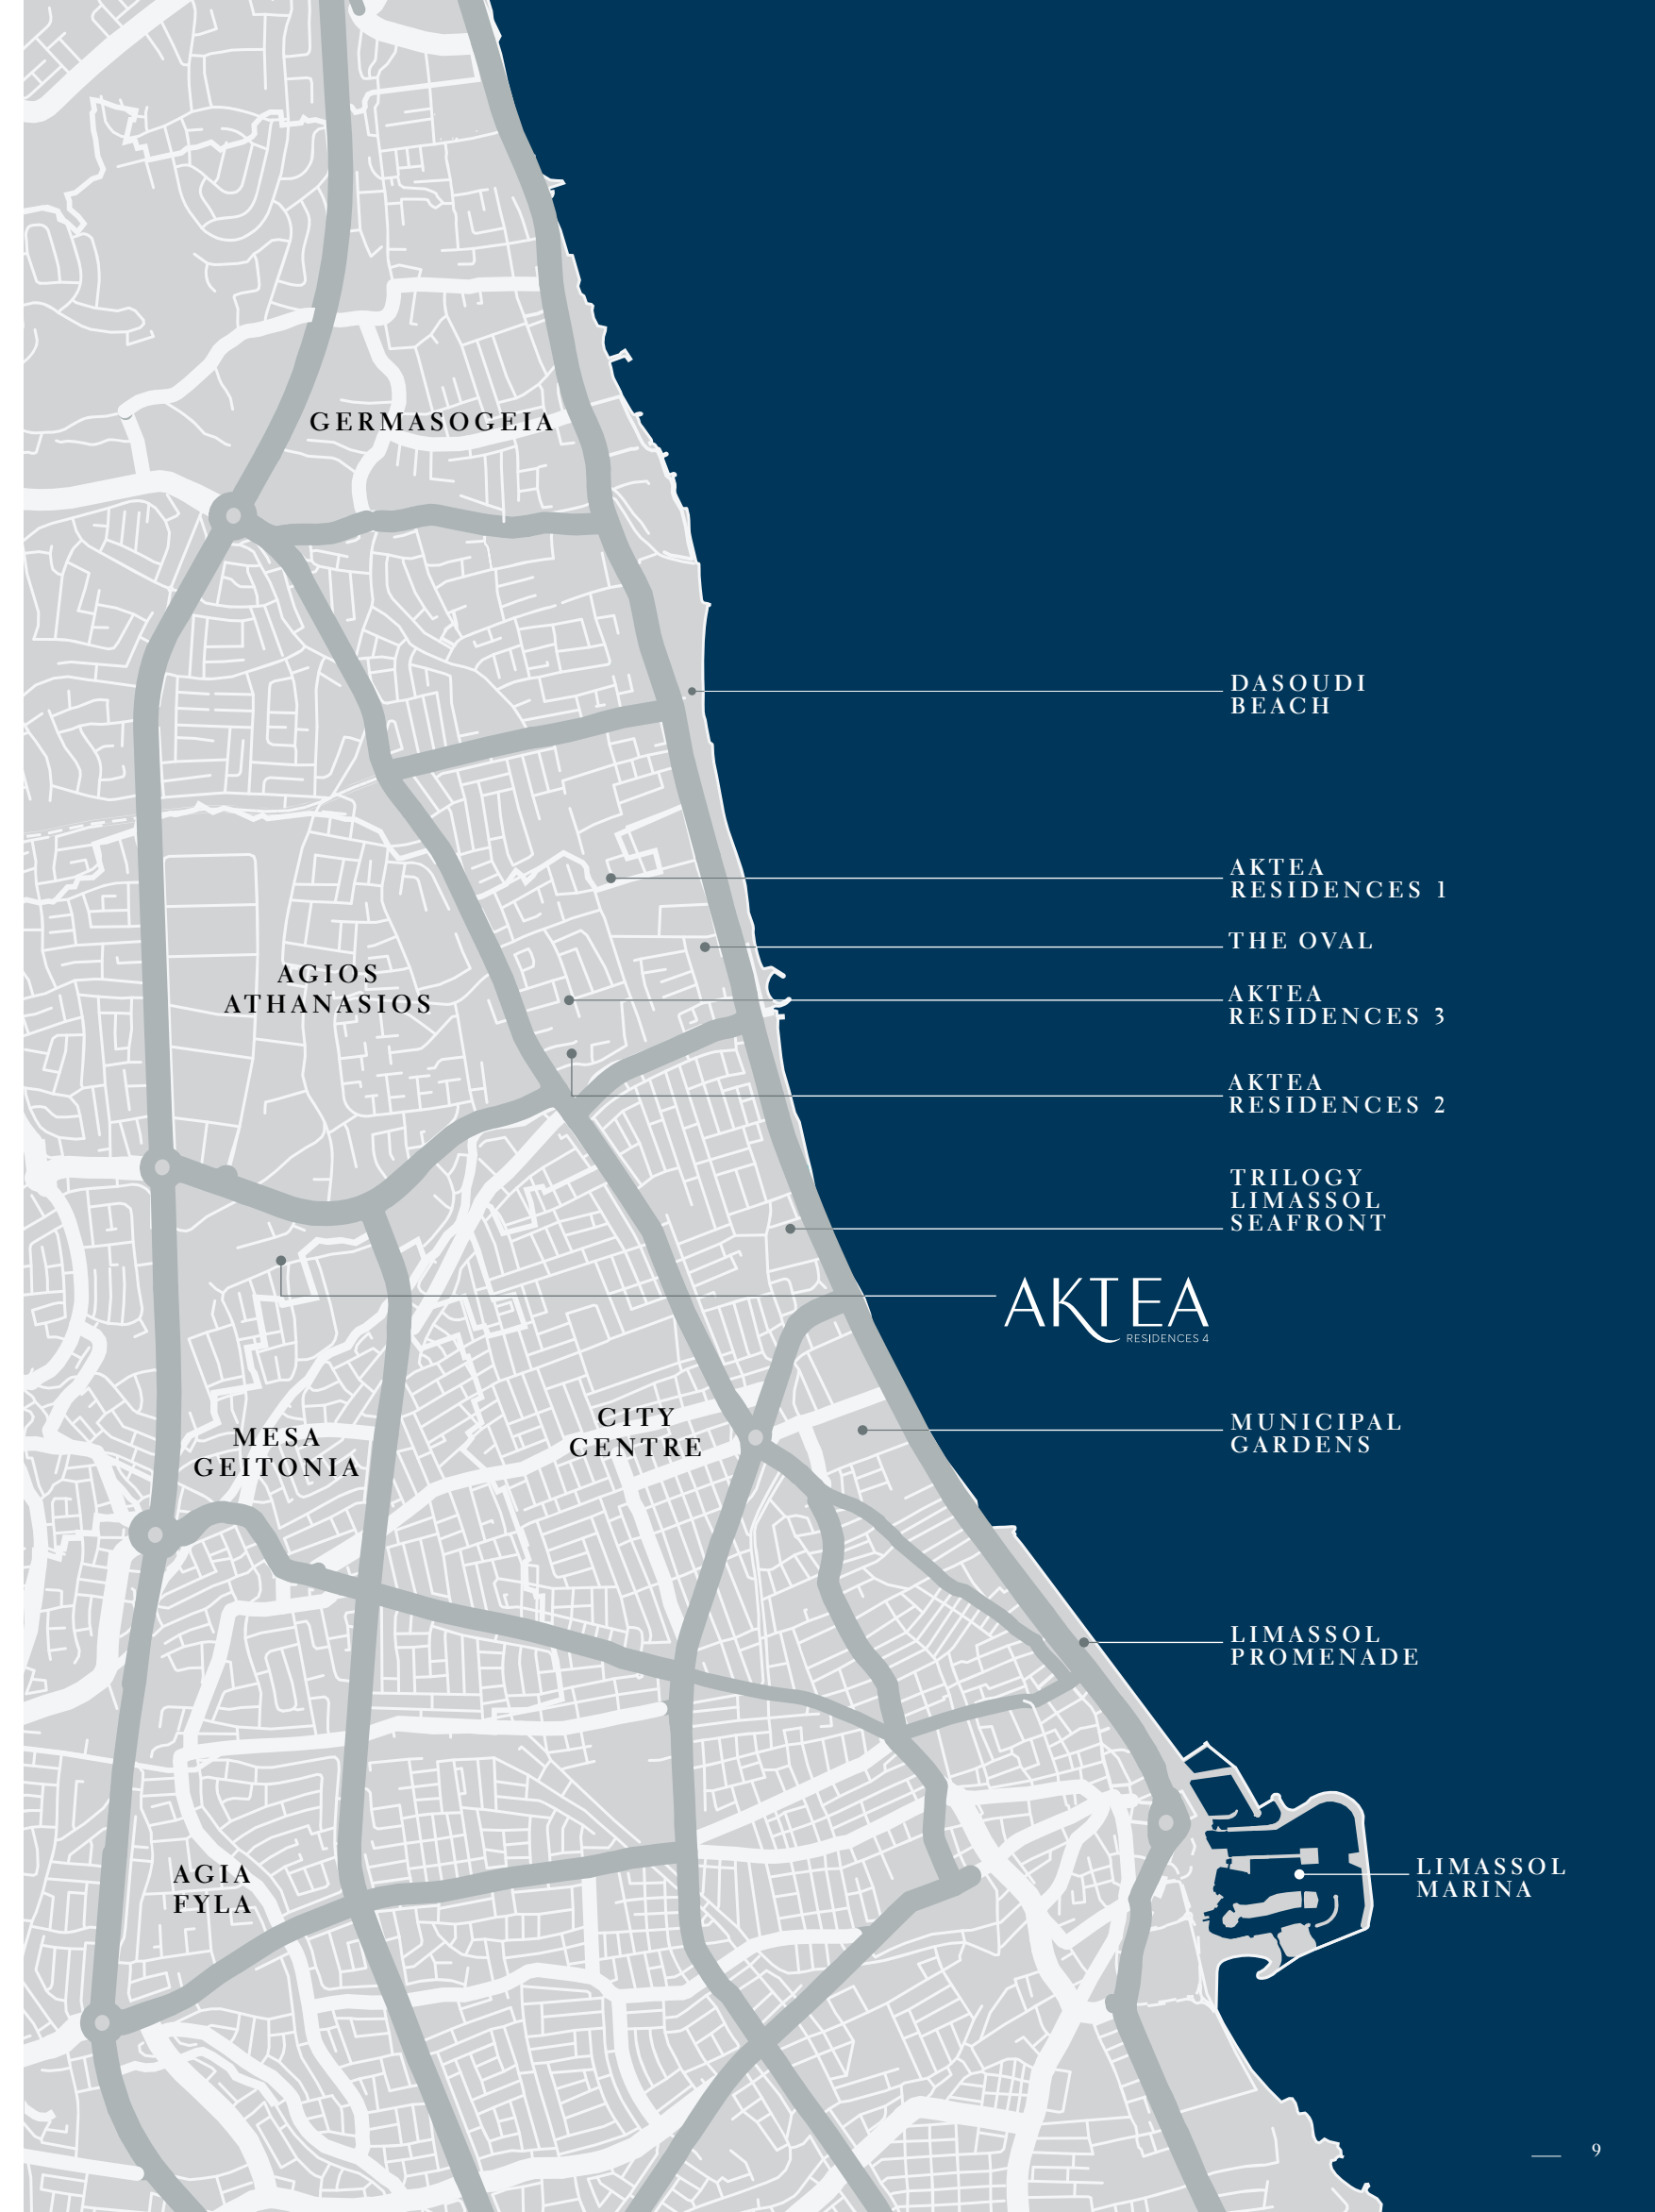 GERMASOGEIA
DASOUDI
BEACH
AKTEA
RESIDENCES 1
THE OVAL
AGIOS
ATHANASIOS
AKTEA
RESIDENCES 3
AKTEA
RESIDENCES 2
TRILOGY
LIMASSOL
SEAFRONT
AKTEA
RESIDENCES 4
CITY
CENTRE
MUNICIPAL
GARDENS
MESA
GEITONIA
LIMASSOL
PROMENADE
AGIA
FYLA
LIMASSOL
MARINA
9